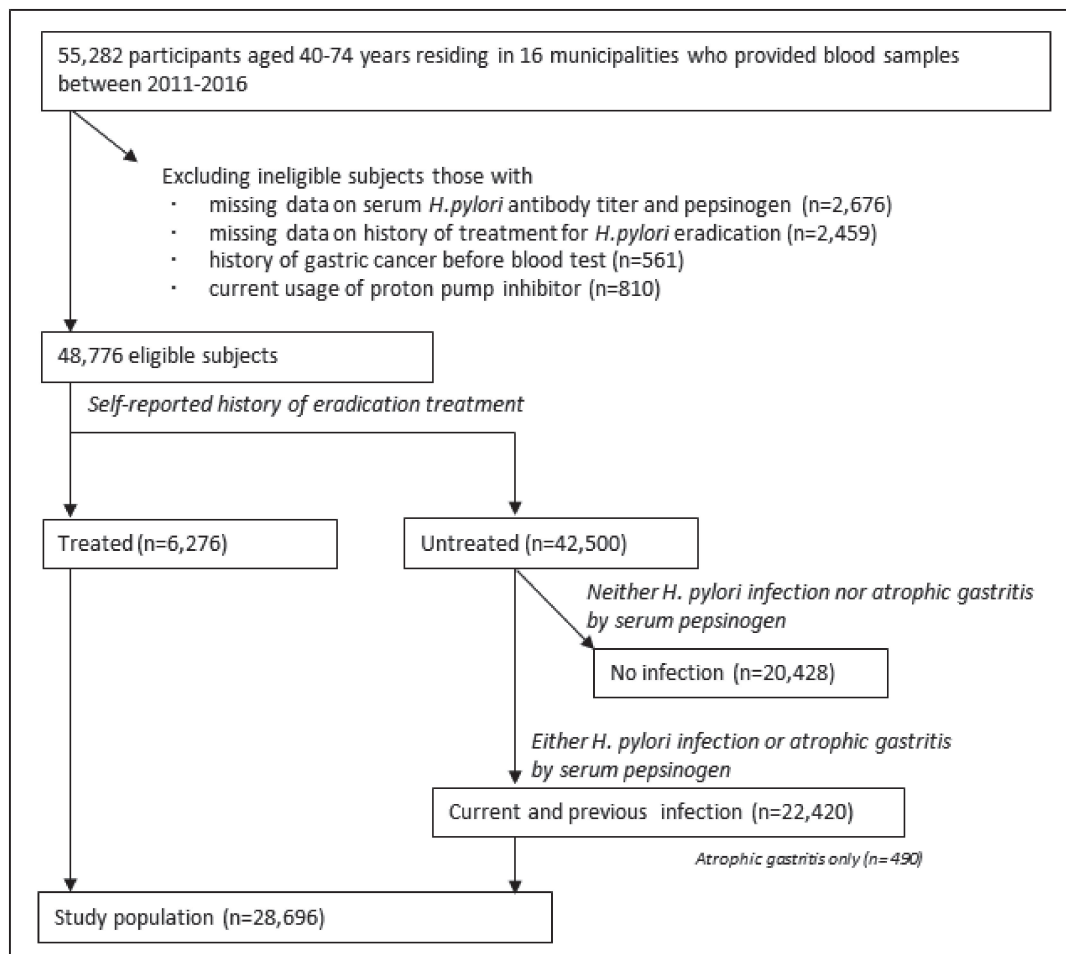 55,282 participants aged 40-74 years residing in 16 municipalities who provided blood samples
between 2011-2016
Excluding ineligible subjects those with
· missing data on serum H.pylori antibody titer and pepsinogen (n=2,676)
· missing data on history of treatment for H.pylori eradication (n=2,459)
· history of gastric cancer before blood test (n=561)
· current usage of proton pump inhibitor (n=810)
48,776 eligible subjects
Self-reported history of eradication treatment
Treated (n=6,276)
Untreated (n=42,500)
Neither H. pylori infection nor atrophic gastritis
by serum pepsinogen
No infection (n=20,428)
Either H. pylori infection or atrophic gastritis
by serum pepsinogen
Current and previous infection (n=22,420)
Atrophic gastritis only (n=490)
Study population (n=28,696)